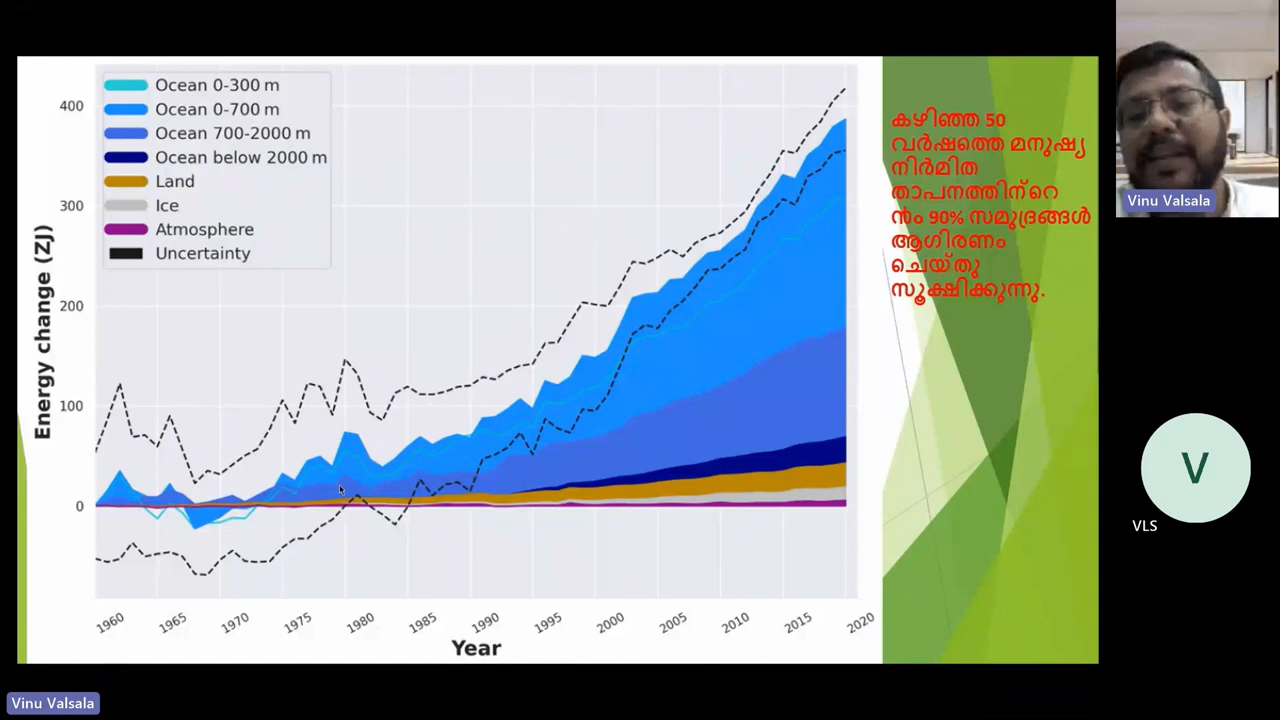 Ocean 0-300 m
Ocean 0-700 m
Ocean 700-2000 m
Ocean below 2000 m
Land
Ice
Atmosphere
Uncertainty
Energy change (ZJ)
400
300
200
100
0
1960
1965
1970
1975
1980
1985
1990
1995
2000
2005
2010
2015
2020
Year
കഴിഞ്ഞ 50
വർഷത്തെ മനുഷ്യ
നിർമിത
താപനത്തിന്റെ
ൻം 90% സമുദ്രങ്ങൾ
ആഗിരണം
ചെയ്തു
സൂക്ഷിക്കുന്നു.
Vinu Valsala
V
VLS
Vinu Valsala